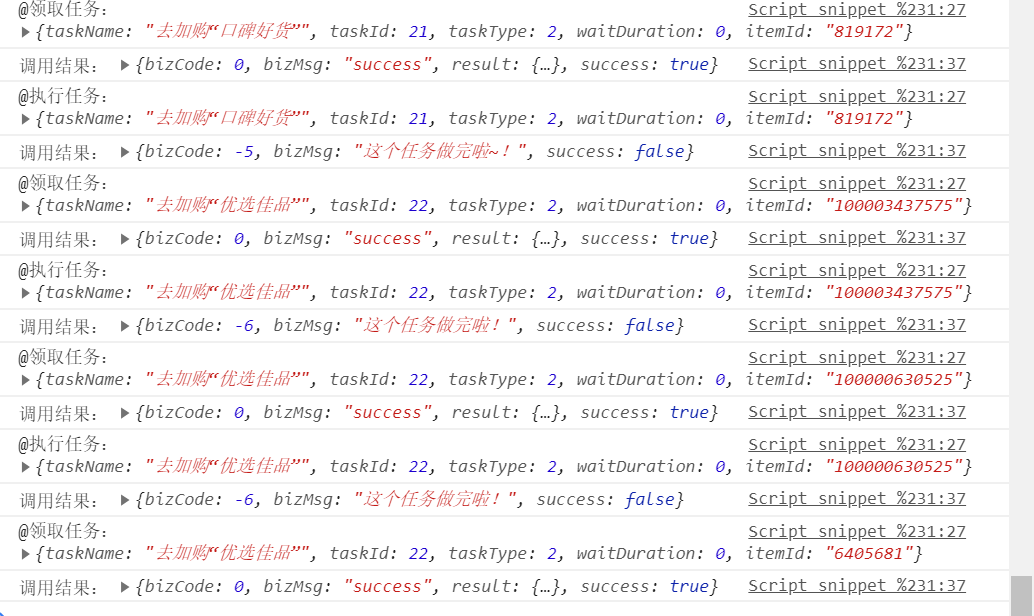 @领取任务： Script snippet %231:27
▶{taskName: "去加购“口碑好货”", taskId: 21, taskType: 2, waitDuration: 0, itemId: "819172"}
调用结果： ▶{bizCode: 0, bizMsg: "success", result: {…}, success: true} Script snippet %231:37
@执行任务： Script snippet %231:27
▶{taskName: "去加购“口碑好货”", taskId: 21, taskType: 2, waitDuration: 0, itemId: "819172"}
调用结果： ▶{bizCode: -5, bizMsg: "这个任务做完啦~！", success: false} Script snippet %231:37
@领取任务： Script snippet %231:27
▶{taskName: "去加购“优选佳品”", taskId: 22, taskType: 2, waitDuration: 0, itemId: "100003437575"}
调用结果： ▶{bizCode: 0, bizMsg: "success", result: {…}, success: true} Script snippet %231:37
@执行任务： Script snippet %231:27
▶{taskName: "去加购“优选佳品”", taskId: 22, taskType: 2, waitDuration: 0, itemId: "100003437575"}
调用结果： ▶{bizCode: -6, bizMsg: "这个任务做完啦！", success: false} Script snippet %231:37
@领取任务： Script snippet %231:27
▶{taskName: "去加购“优选佳品”", taskId: 22, taskType: 2, waitDuration: 0, itemId: "100000630525"}
调用结果： ▶{bizCode: 0, bizMsg: "success", result: {…}, success: true} Script snippet %231:37
@执行任务： Script snippet %231:27
▶{taskName: "去加购“优选佳品”", taskId: 22, taskType: 2, waitDuration: 0, itemId: "100000630525"}
调用结果： ▶{bizCode: -6, bizMsg: "这个任务做完啦！", success: false} Script snippet %231:37
@领取任务： Script snippet %231:27
▶{taskName: "去加购“优选佳品”", taskId: 22, taskType: 2, waitDuration: 0, itemId: "6405681"}
调用结果： ▶{bizCode: 0, bizMsg: "success", result: {…}, success: true} Script snippet %231:37